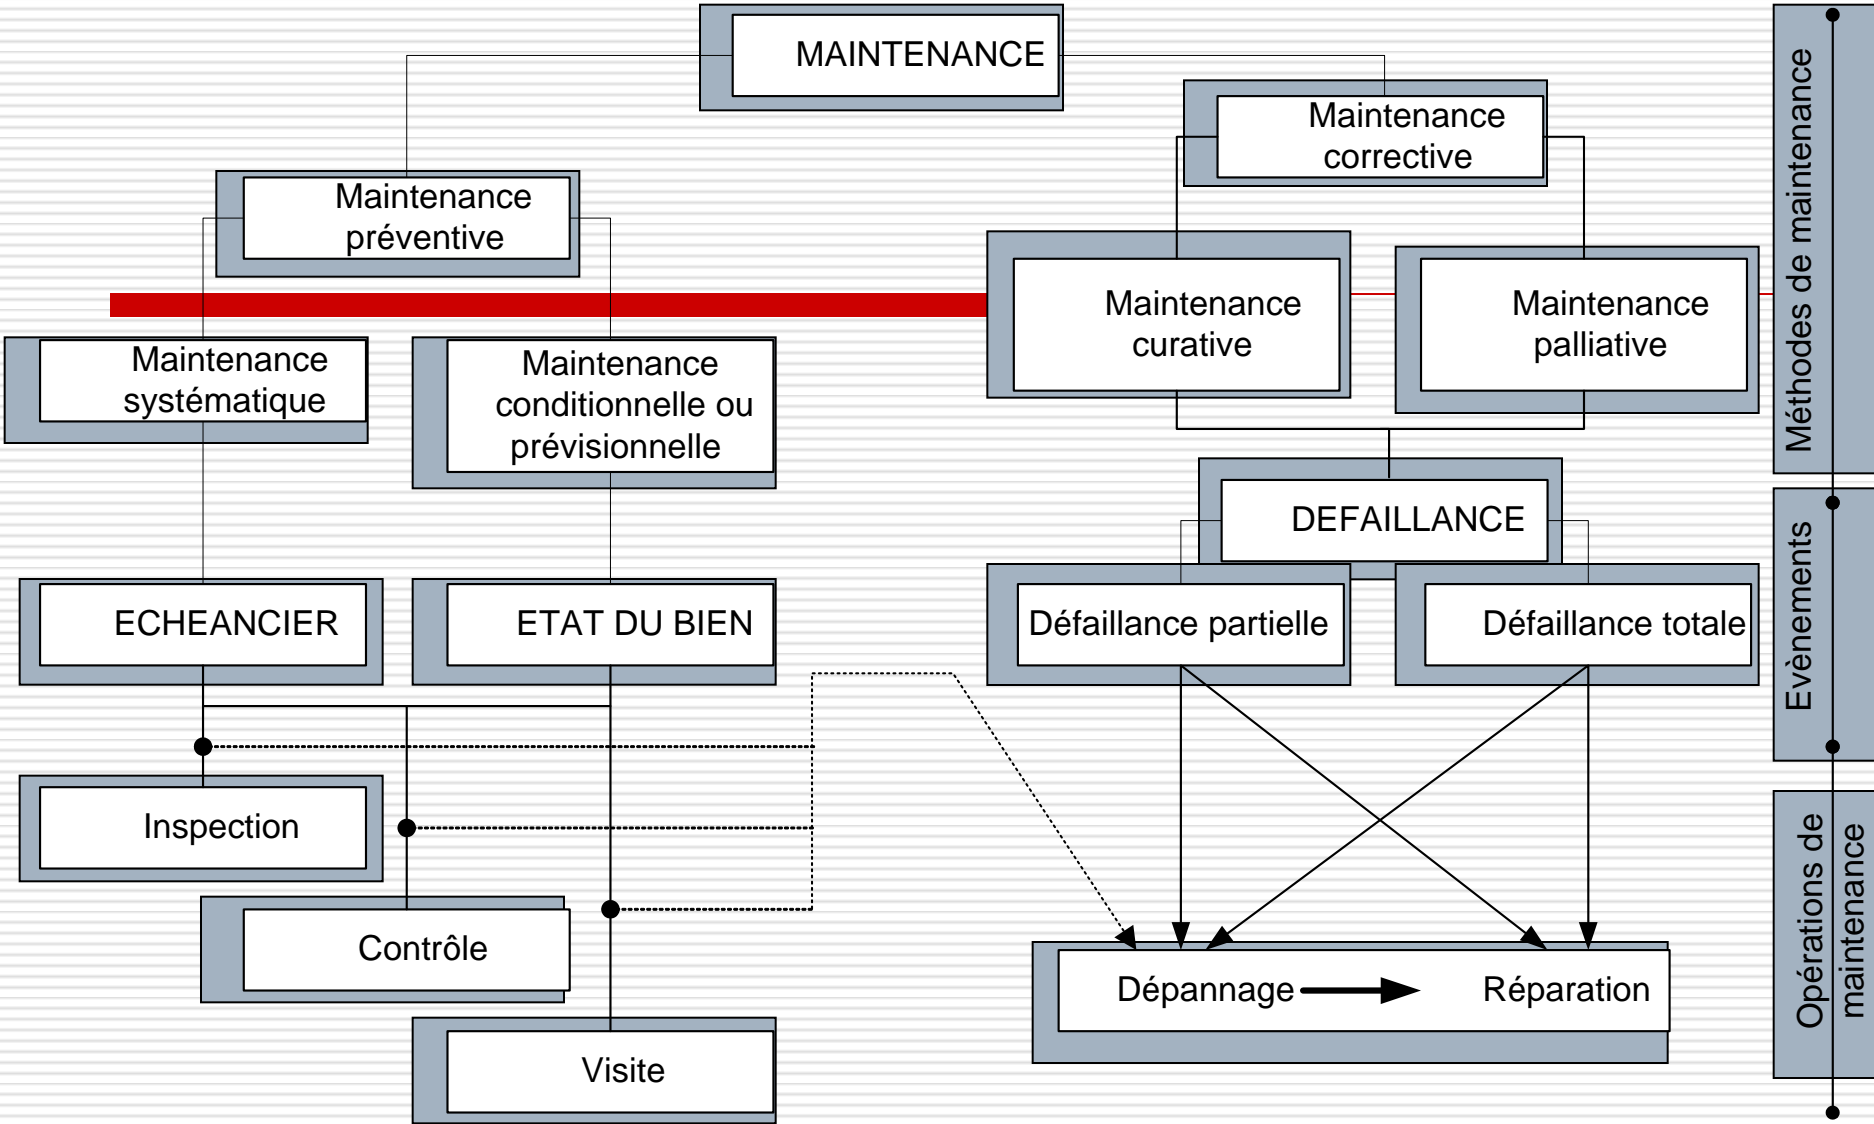 MAINTENANCE
Maintenance
corrective
Maintenance
préventive
Maintenance
curative
Maintenance
palliative
Maintenance
systématique
Maintenance
conditionnelle ou
prévisionnelle
DEFAILLANCE
ECHEANCIER
ETAT DU BIEN
Défaillance partielle
Défaillance totale
Inspection
Contrôle
Visite
Dépannage
Réparation
Méthodes de maintenance
Evènements
Opérations de
maintenance